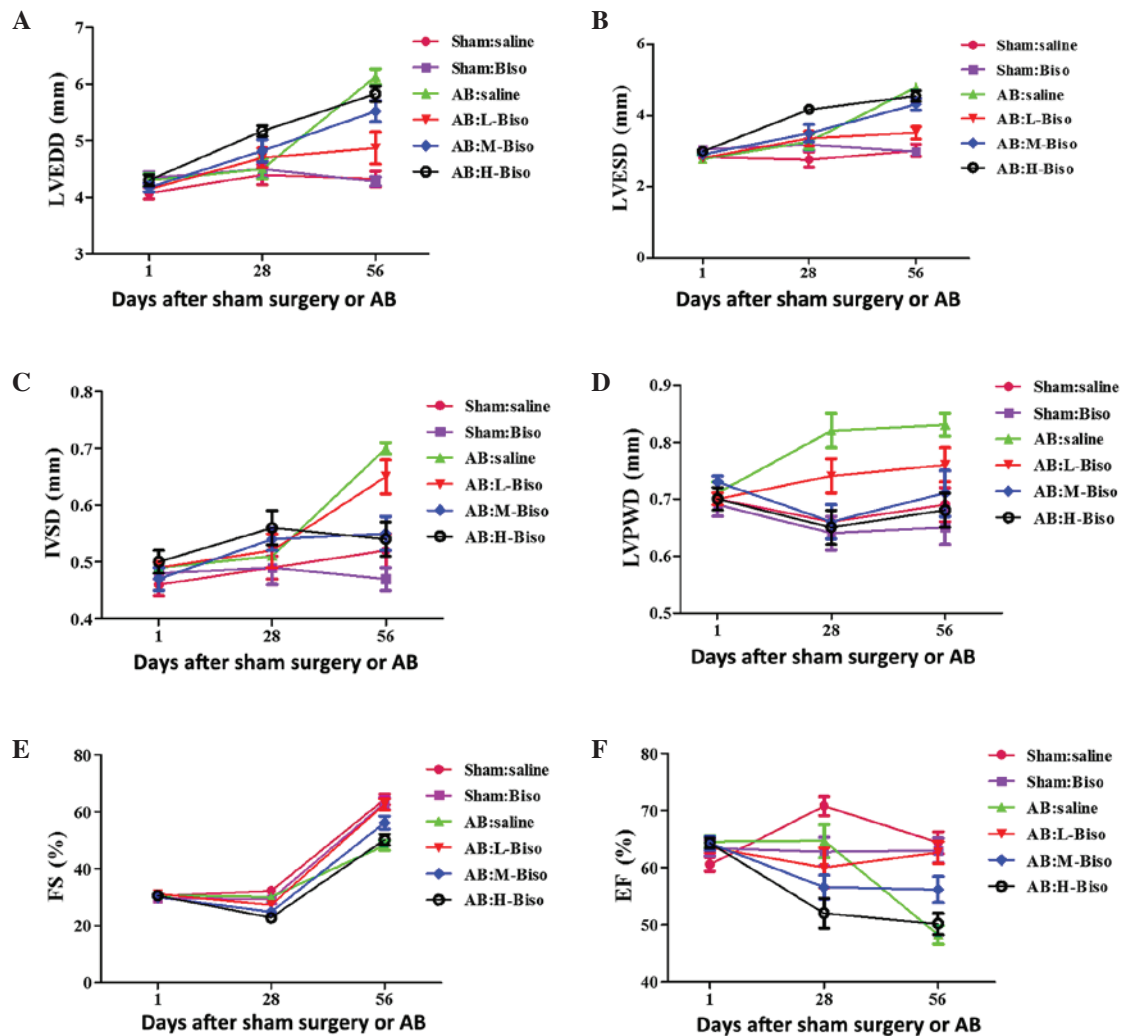 A
LVEDD (mm)
7
6
5
4
3
1 28 56
Days after sham surgery or AB
Sham:saline
Sham:Biso
AB:saline
AB:L-Biso
AB:M-Biso
AB:H-Biso
B
LVESD (mm)
6
4
2
0
1 28 56
Days after sham surgery or AB
Sham:saline
Sham:Biso
AB:saline
AB:L-Biso
AB:M-Biso
AB:H-Biso
C
IVSD (mm)
0.8
0.7
0.6
0.5
0.4
1 28 56
Days after sham surgery or AB
Sham:saline
Sham:Biso
AB:saline
AB:L-Biso
AB:M-Biso
AB:H-Biso
D
LVPWD (mm)
0.9
0.8
0.7
0.6
0.5
1 28 56
Days after sham surgery or AB
Sham:saline
Sham:Biso
AB:saline
AB:L-Biso
AB:M-Biso
AB:H-Biso
E
FS (%)
80
60
40
20
0
1 28 56
Days after sham surgery or AB
Sham:saline
Sham:Biso
AB:saline
AB:L-Biso
AB:M-Biso
AB:H-Biso
F
EF (%)
80
70
60
50
40
1 28 56
Days after sham surgery or AB
Sham:saline
Sham:Biso
AB:saline
AB:L-Biso
AB:M-Biso
AB:H-Biso